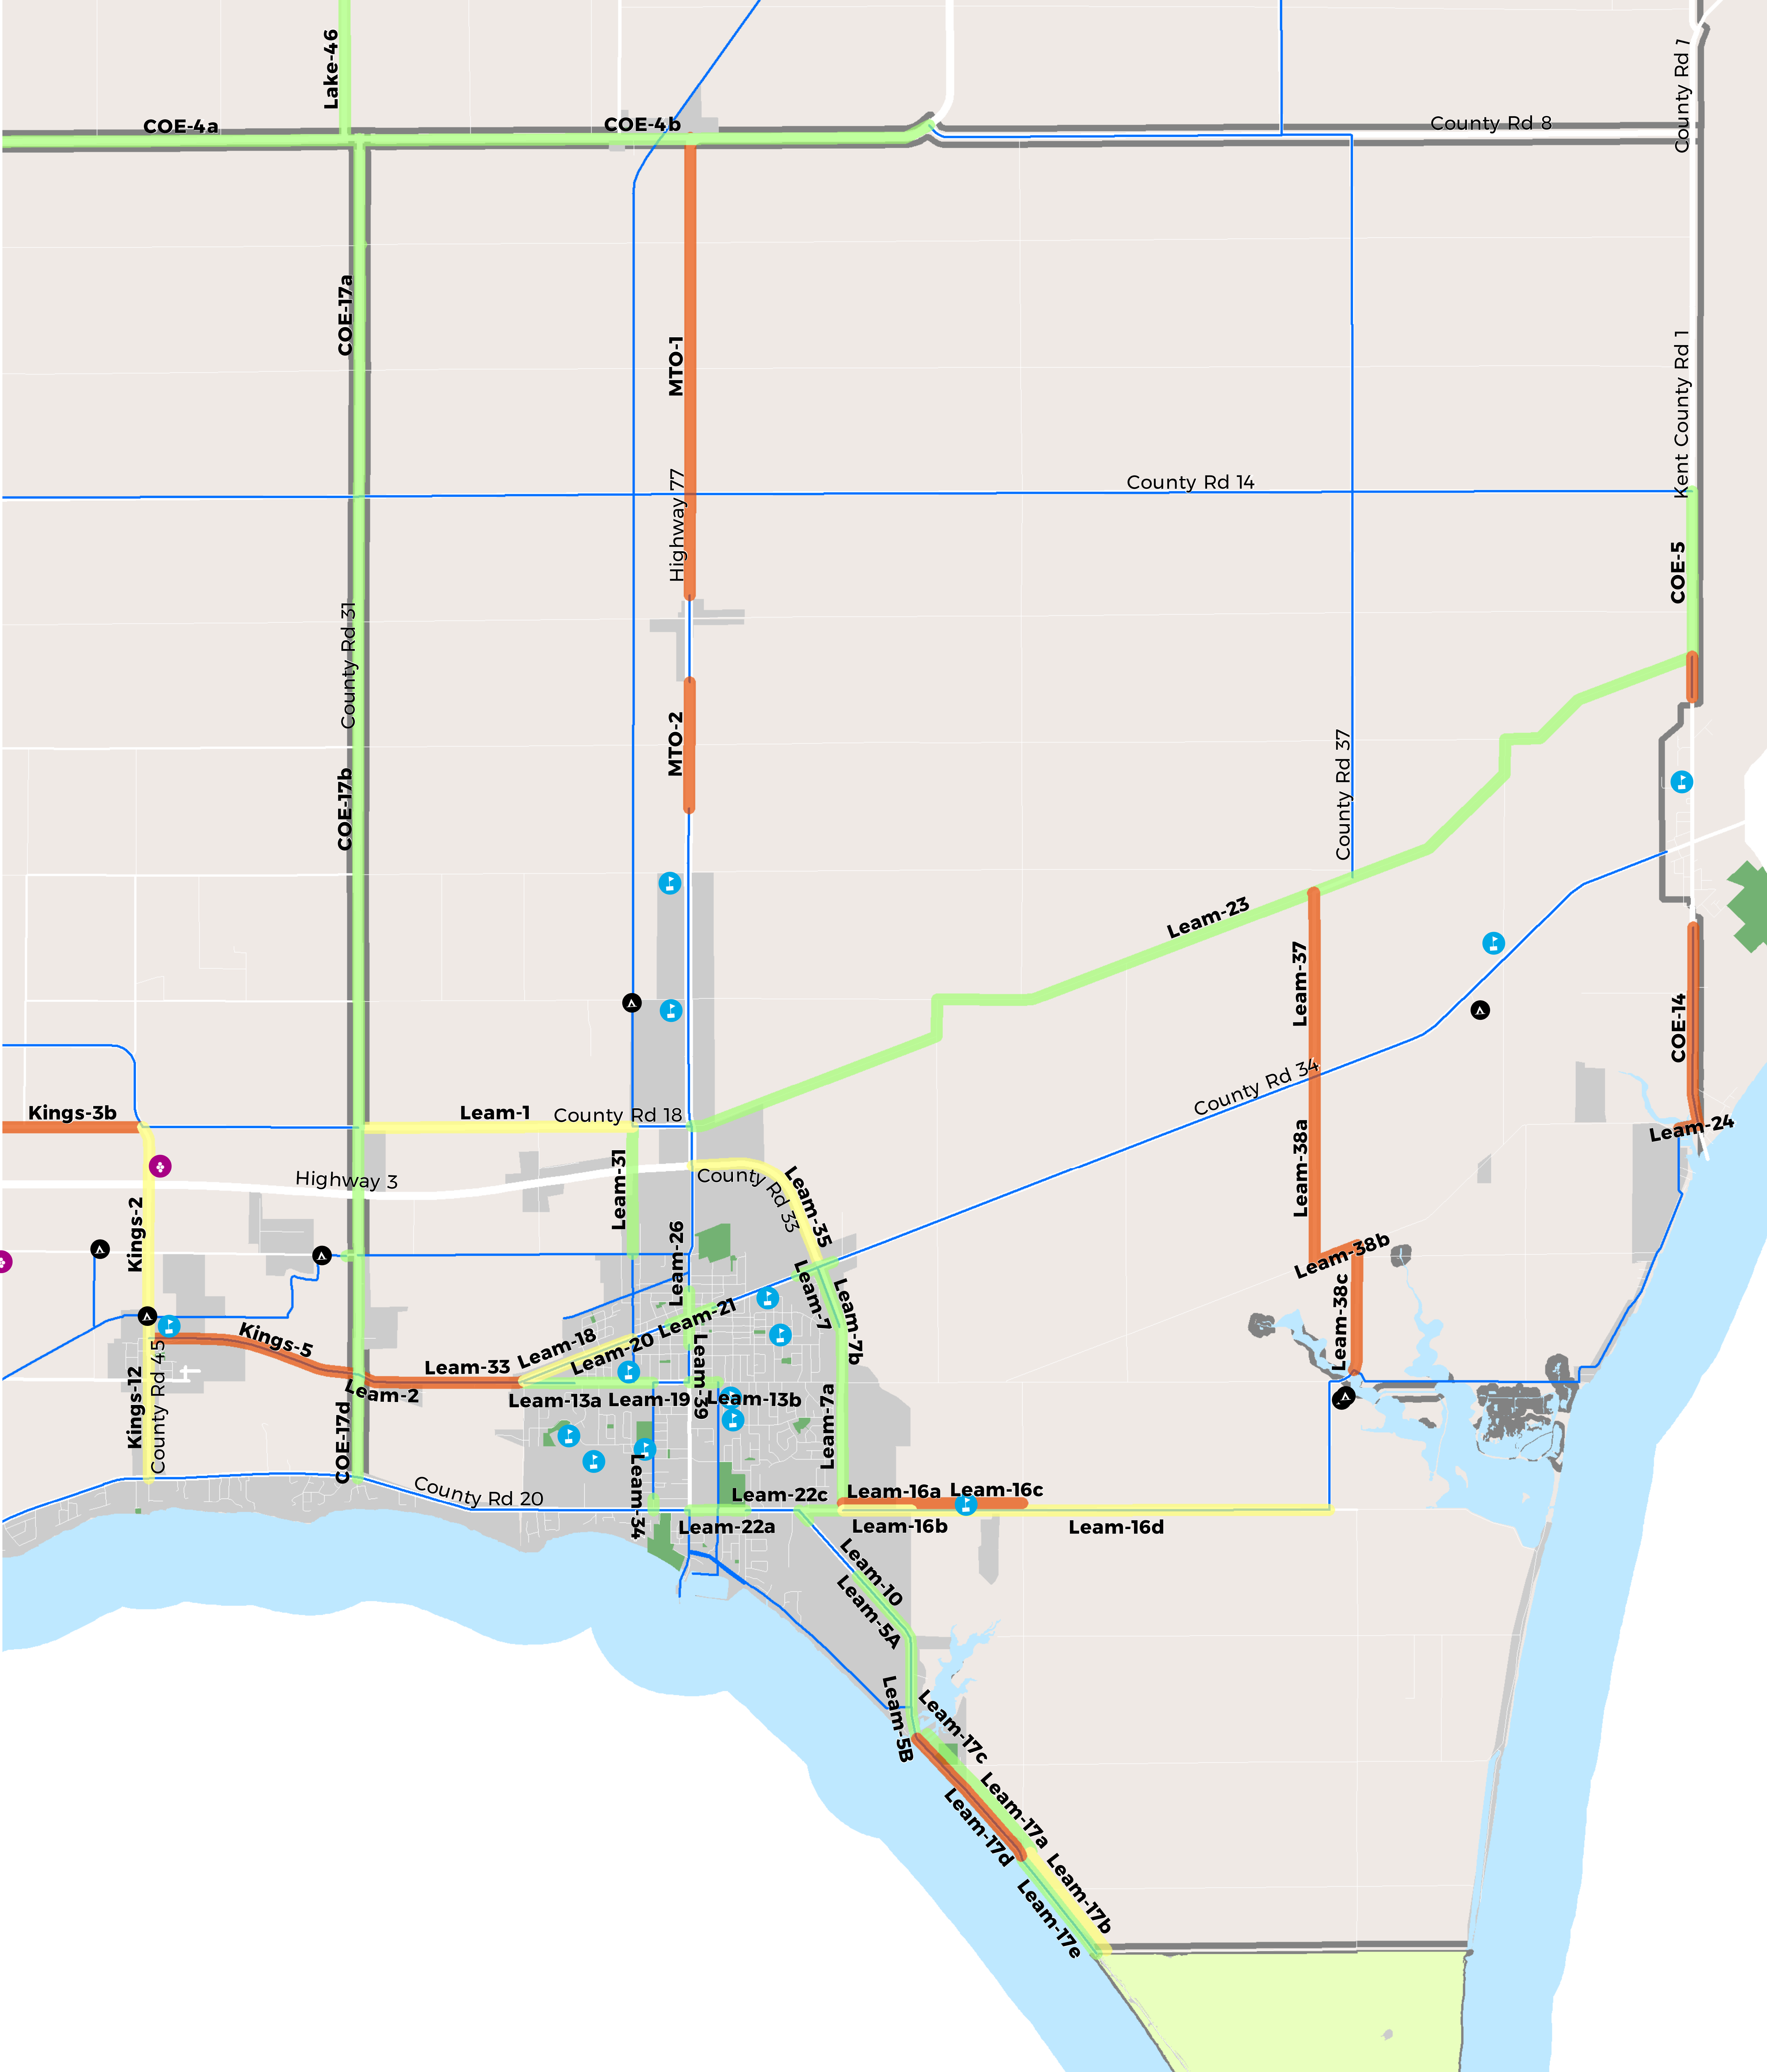 Lake-46
County Rd 1
COE-4a
COE-4b
County Rd 8
COE-17a
MTO-1
Kent County Rd 1
Highway 77
County Rd 14
COE-5
County Rd 31
MTO-2
County Rd 37
COE-17b
Leam-23
Leam-37
COE-14
County Rd 34
Kings-3b
Leam-1
County Rd 18
Leam-24
Highway 3
Leam-31
County Rd 33
Leam-35
Leam-38a
Kings-2
Leam-26
Leam-38b
Leam-7
Leam-7b
Leam-21
Kings-5
Leam-18
Leam-20
Leam-38c
Leam-33
Leam-39
Leam-2
Leam-13a
Leam-19
Leam-13b
Kings-12
County Rd 45
COE-17d
Leam-7a
County Rd 20
Leam-34
Leam-22c
Leam-16a
Leam-16c
Leam-22a
Leam-16b
Leam-16d
Leam-10
Leam-5A
Leam-5B
Leam-17c
Leam-17a
Leam-17d
Leam-17b
Leam-17e